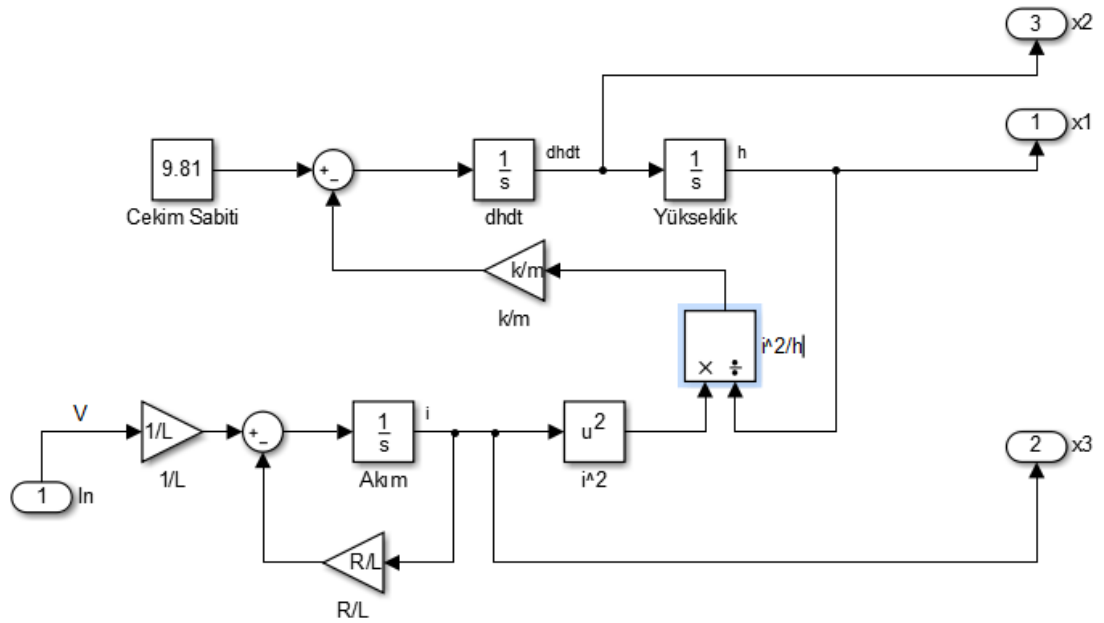 3 x2
1 x1
9.81
+
−
1
s
dhdt
1
s
h
Cekim Sabiti
dhdt
Yükseklik
k/m
k/m
× ÷
i^2/h
V
1/L
+
−
1
s
i
u²
2 x3
1/L
Akım
i^2
1 In
R/L
R/L